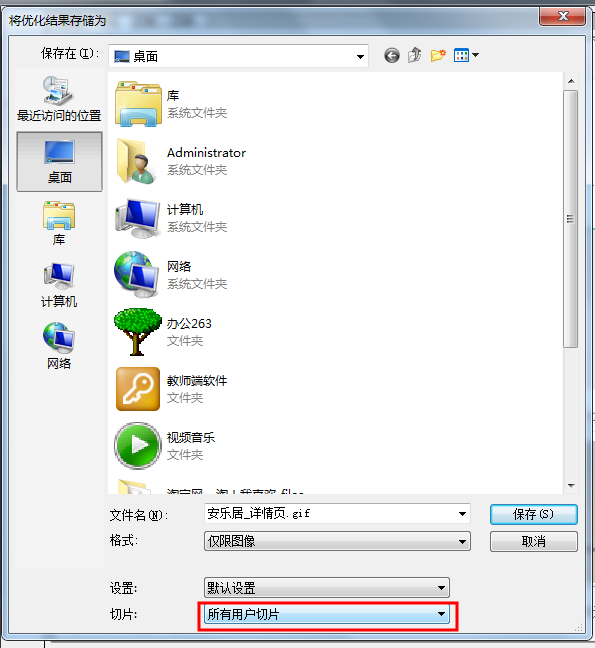 将优化结果存储为
保存在(I):
桌面
最近访问的位置
桌面
库
计算机
网络
库
系统文件夹
Administrator
系统文件夹
计算机
系统文件夹
网络
系统文件夹
办公263
文件夹
教师端软件
文件夹
视频音乐
文件夹
文件名(N):
安乐居_详情页.gif
保存(S)
格式:
仅限图像
取消
设置:
默认设置
切片:
所有用户切片